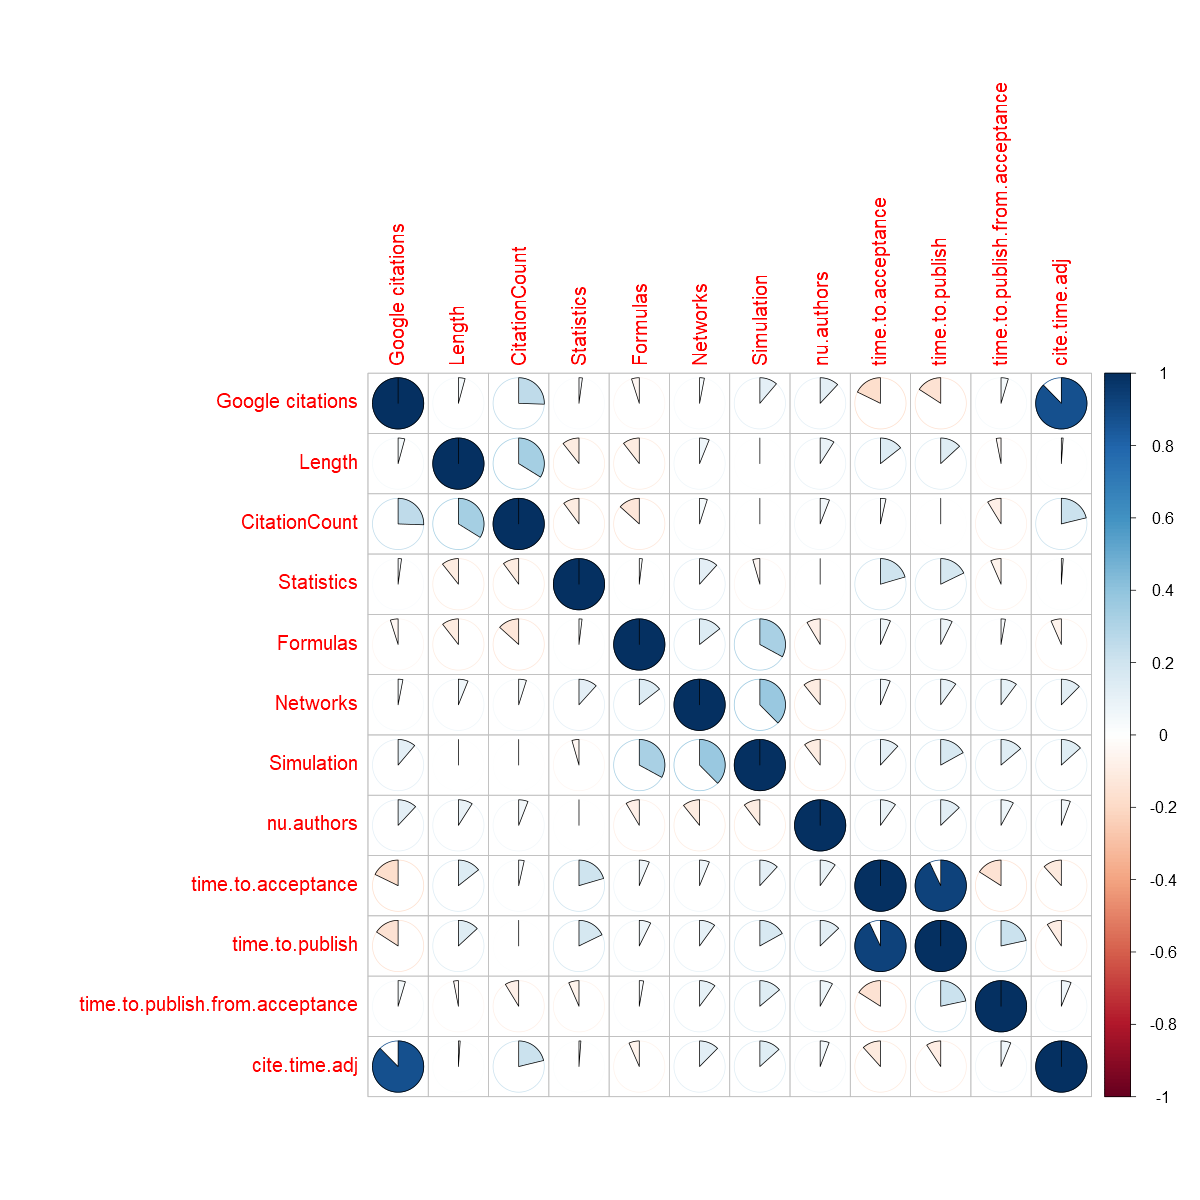 Google citations
Length
CitationCount
Statistics
Formulas
Networks
Simulation
nu.authors
time.to.acceptance
time.to.publish
time.to.publish.from.acceptance
cite.time.adj
Google citations
Length
CitationCount
Statistics
Formulas
Networks
Simulation
nu.authors
time.to.acceptance
time.to.publish
time.to.publish.from.acceptance
cite.time.adj
1
0.8
0.6
0.4
0.2
0
-0.2
-0.4
-0.6
-0.8
-1